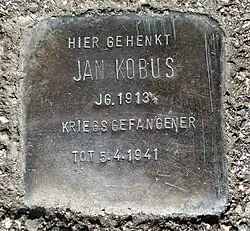 HIER GEHENKT
JAN KOBUS
JG. 1913
KRIEGSGEFANGENER
TOT 5.4.1941